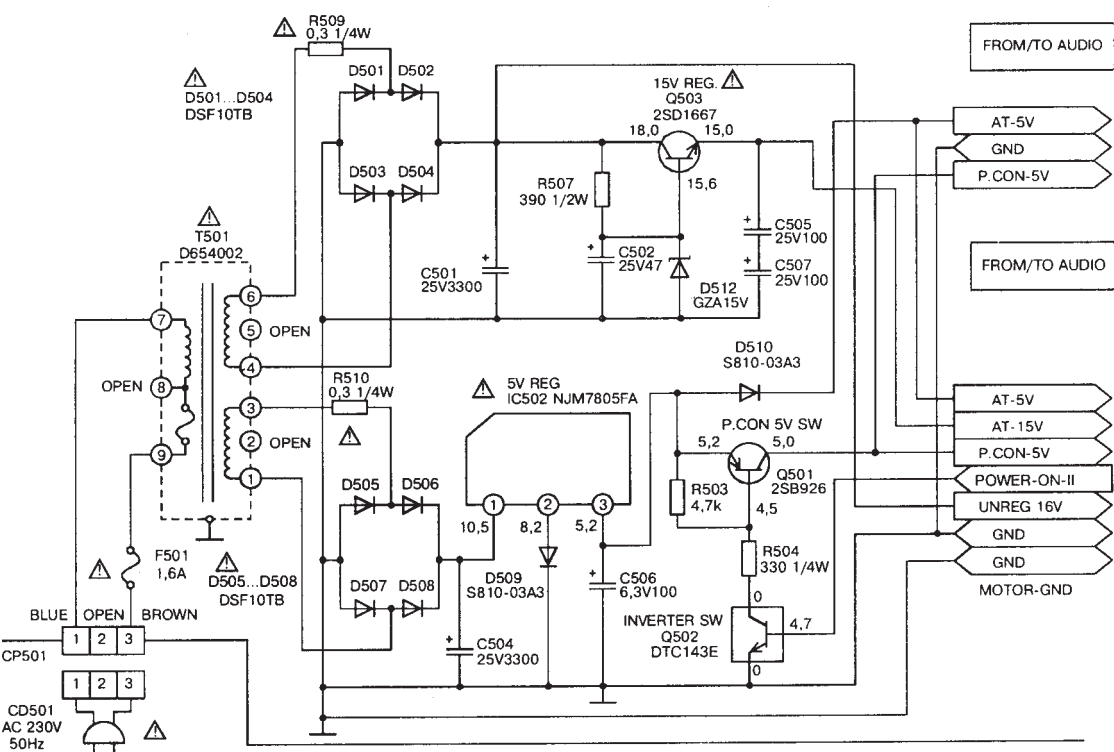 R509
0,3 1/4W
D501...D504
DSF10TB
D501
D502
D503
D504
15V REG.
Q503
2SD1667
18,0
15,0
15,6
R507
390 1/2W
+
C502
25V47
+
C501
25V3300
D512
GZA15V
+
C505
25V100
+
C507
25V100
FROM/TO AUDIO
AT-5V
GND
P.CON-5V
FROM/TO AUDIO
T501
D654002
7
8
9
6
5
4
3
2
1
OPEN
OPEN
OPEN
R510
0,3 1/4W
D505
D506
D507
D508
D505...D508
DSF10TB
F501
1,6A
5V REG
IC502 NJM7805FA
1
2
3
10,5
8,2
5,2
D509
S810-03A3
+
C504
25V3300
+
C506
6,3V100
D510
S810-03A3
P.CON 5V SW
5,2
5,0
Q501
2SB926
4,5
R503
4,7k
R504
330 1/4W
0
INVERTER SW
Q502
DTC143E
4,7
0
AT-5V
AT-15V
P.CON-5V
POWER-ON-II
UNREG 16V
GND
GND
MOTOR-GND
BLUE
OPEN
BROWN
1 2 3
CP501
1 2 3
CD501
AC 230V
50Hz